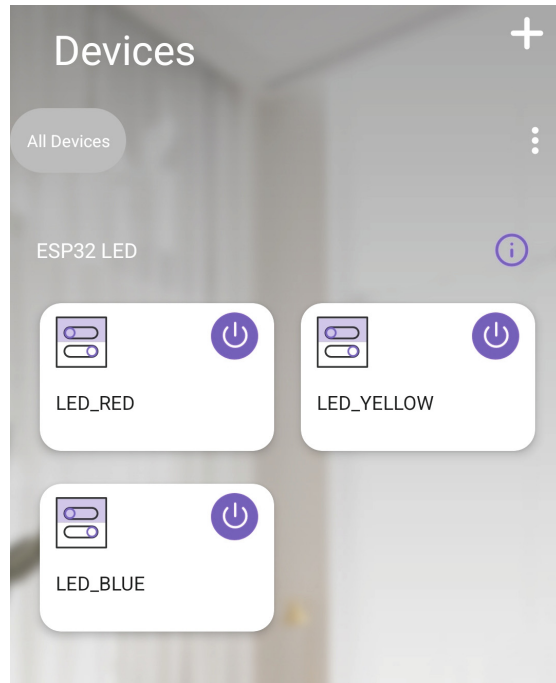 Devices
All Devices
ESP32 LED
LED_RED
LED_YELLOW
LED_BLUE